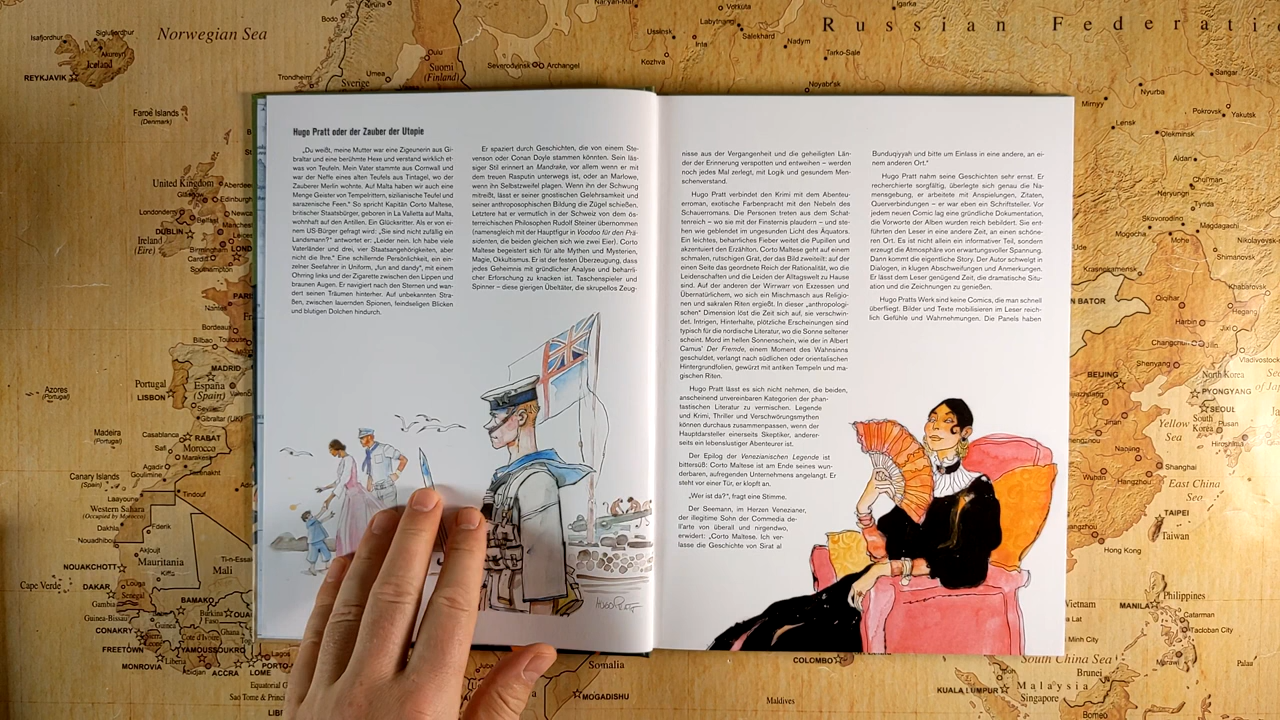 Hugo Pratt oder der Zauber der Utopie
„Du weißt, meine Mutter war eine Zigeunerin aus Gi-
braltar und eine berühmte Hexe und verstand wirklich et-
was von Teufeln. Mein Vater stammte aus Cornwall und
war der Neffe eines alten Teufels aus Tintagel, wo der
Zauberer Merlin wohnte. Auf Malta haben wir auch eine
Menge Geister von Tempelrittern, sizilianische Teufel und
sarazenische Feen.“ So spricht Kapitän Corto Maltese,
britischer Staatsbürger, geboren in La Valletta auf Malta,
wohnhaft auf den Antillen. Ein Glücksritter. Als er von ei-
nem US-Bürger gefragt wird: „Sie sind nicht zufällig ein
Landsmann?“ antwortet er: „Leider nein. Ich habe viele
Vaterländer und drei, vier Staatsangehörigkeiten, aber
nicht die Ihre.“ Eine schillernde Persönlichkeit, ein ein-
zelner Seefahrer in Uniform, „fun and dandy“, mit einem
Ohrring links und der Zigarette zwischen den Lippen und
braunen Augen. Er navigiert nach den Sternen und wan-
dert seinen Träumen hinterher. Auf unbekannten Stra-
ßen, zwischen lauernden Spionen, feindseligen Blicken
und blutigen Dolchen hindurch.
Er spaziert durch Geschichten, die von einem Ste-
venson oder Conan Doyle stammen könnten. Sein läs-
siger Stil erinnert an Mandrake, vor allem wenn er mit
dem treuen Rasputin unterwegs ist, oder an Marlowe,
wenn ihn Selbstzweifel plagen. Wenn ihn der Schwung
mitreißt, lässt er seiner gnostischen Gelehrsamkeit und
seiner anthroposophischen Bildung die Zügel schießen.
Letztere hat er vermutlich in der Schweiz von dem ös-
terreichischen Philosophen Rudolf Steiner übernommen
(namensgleich mit der Hauptfigur in Voodoo für den Prä-
sidenten, die beiden gleichen sich wie zwei Eier). Corto
Maltese begeistert sich für alte Mythen und Mysterien,
Magie, Okkultismus. Er ist der festen Überzeugung, dass
jedes Geheimnis mit gründlicher Analyse und beharrli-
cher Erforschung zu knacken ist. Taschenspieler und
Spinner – diese gierigen Übeltäter, die skrupellos Zeug-
HUGO PRATT
nisse aus der Vergangenheit und die geheiligten Län-
der der Erinnerung verspotten und entweihen – werden
noch jedes Mal zerlegt, mit Logik und gesundem Men-
schenverstand.
Hugo Pratt verbindet den Krimi mit dem Abenteu-
erroman, exotische Farbenpracht mit den Nebeln des
Schauerromans. Die Personen treten aus dem Schat-
tenreich – wo sie mit der Finsternis plaudern – und ste-
hen wie geblendet im ungesunden Licht des Äquators.
Ein leichtes, beharrliches Fieber weitet die Pupillen und
akzentuiert den Erzählton. Corto Maltese geht auf einem
schmalen, rutschigen Grat, der das Bild zweiteilt: auf der
einen Seite das geordnete Reich der Rationalität, wo die
Leidenschaften und die Leiden der Alltagswelt zu Hause
sind. Auf der anderen der Wirrwarr von Exzessen und
Übernatürlichem, wo sich ein Mischmasch aus Religio-
nen und sakralen Riten ergießt. In dieser „anthropologi-
schen“ Dimension löst die Zeit sich auf, sie verschwin-
det. Intrigen, Hinterhalte, plötzliche Erscheinungen sind
typisch für die nordische Literatur, wo die Sonne seltener
scheint. Mord im hellen Sonnenschein, wie der in Albert
Camus’ Der Fremde, einem Moment des Wahnsinns
geschuldet, verlangt nach südlichen oder orientalischen
Hintergrundfolien, gewürzt mit antiken Tempeln und ma-
gischen Riten.
Hugo Pratt lässt es sich nicht nehmen, die beiden,
anscheinend unvereinbaren Kategorien der phan-
tastischen Literatur zu vermischen. Legende
und Krimi, Thriller und Verschwörungsmythen
können durchaus zusammenpassen, wenn der
Hauptdarsteller einerseits Skeptiker, anderer-
seits ein lebenslustiger Abenteurer ist.
Der Epilog der Venezianischen Legende ist
bittersüß: Corto Maltese ist am Ende seines wun-
derbaren, aufregenden Unternehmens angelangt. Er
steht vor einer Tür, er klopft an.
„Wer ist da?“, fragt eine Stimme.
Der Seemann, im Herzen Venezianer,
der illegitime Sohn der Commedia de-
ll’arte von überall und nirgendwo,
erwidert: „Corto Maltese. Ich ver-
lasse die Geschichte von Sirat al
Bunduqiyyah und bitte um Einlass in eine andere, an ei-
nem anderen Ort.“
Hugo Pratt nahm seine Geschichten sehr ernst. Er
recherchierte sorgfältig, überlegte sich genau die Na-
mensgebung, er arbeitete mit Anspielungen, Zitaten,
Querverbindungen – er war eben ein Schriftsteller. Vor
jedem neuen Comic lag eine gründliche Dokumentation,
die Vorworte der Alben wurden reich bebildert. Sie ent-
führten den Leser in eine andere Zeit, an einen schöne-
ren Ort. Es ist nicht allein ein informativer Teil, sondern
erzeugt die Atmosphäre von erwartungsvoller Spannung.
Dann kommt die eigentliche Story. Der Autor schwelgt in
Dialogen, in klugen Abschweifungen und Anmerkungen.
Er lässt dem Leser genügend Zeit, die dramatische Situ-
ation und die Zeichnungen zu genießen.
Hugo Pratts Werk sind keine Comics, die man schnell
überfliegt. Bilder und Texte mobilisieren im Leser reich-
lich Gefühle und Wahrnehmungen. Die Panels haben
Norwegian Sea
Russian Federati
REYKJAVIK
Iceland
Faroe Islands
(Denmark)
United Kingdom
DUBLIN
Ireland
(Eire)
MADRID
Portugal
LISBON
España
(Spain)
Azores
(Portugal)
Madeira
(Portugal)
RABAT
Morocco
Canary Islands
(Spain)
Western Sahara
Mauritania
NOUAKCHOTT
Mali
Cape Verde
DAKAR
BAMAKO
CONAKRY
FREETOWN
MONROVIA
YAMOUSSOUKRO
ACCRA
LOME
Somalia
MOGADISHU
Maldives
COLOMBO
KUALA LUMPUR
Malaysia
Singapore
South China Sea
Brunei
Borneo
Philippines
MANILA
TAIPEI
Taiwan
Hong Kong
East China
Sea
Shanghai
Yellow
Sea
SEOUL
South
Korea
PYONGYANG
North Korea
BEIJING
Vietnam